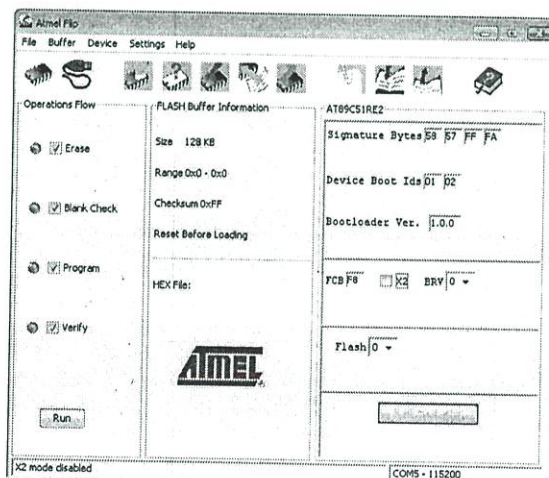 Atmel Flip
File Buffer Device Settings Help
Operations Flow
Erase
Blank Check
Program
Verify
Run
FLASH Buffer Information
Size 128 KB
Range 0x0 - 0x0
Checksum 0xFF
Reset Before Loading
HEX File:
ATMEL
AT89C51RE2
Signature Bytes 58 57 FF FA
Device Boot Ids 01 02
Bootloader Ver. 1.0.0
FCB F8 X2 BRV 0
Flash 0
X2 mode disabled
COM5 - 115200